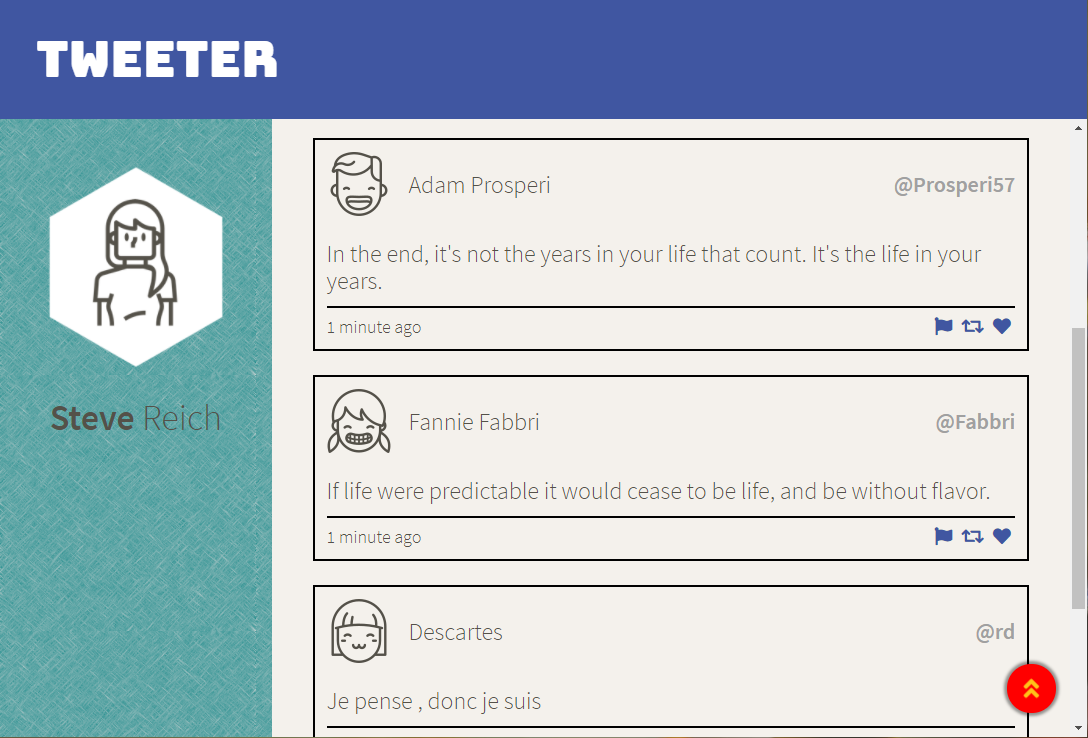 TWEETER
Steve Reich
Adam Prosperi
@Prosperi57
In the end, it's not the years in your life that count. It's the life in your
years.
1 minute ago
Fannie Fabbri
@Fabbri
If life were predictable it would cease to be life, and be without flavor.
1 minute ago
Descartes
@rd
Je pense , donc je suis